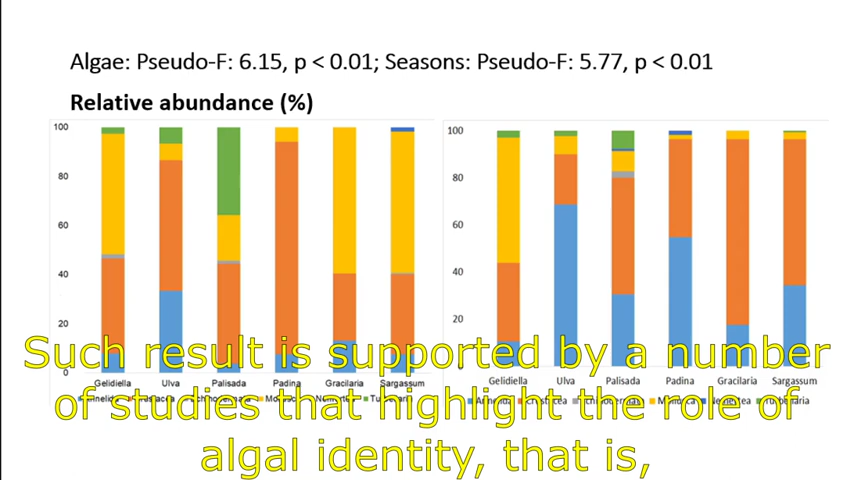 Algae: Pseudo-F: 6.15, p < 0.01; Seasons: Pseudo-F: 5.77, p < 0.01
Relative abundance (%)
100
80
60
40
20
0
Gelidiella Ulva Palisada Padina Gracilaria Sargassum
100
80
60
40
20
Gelidiella Ulva Palisada Padina Gracilaria Sargassum
Such result is supported by a number
of studies that highlight the role of
algal identity, that is,